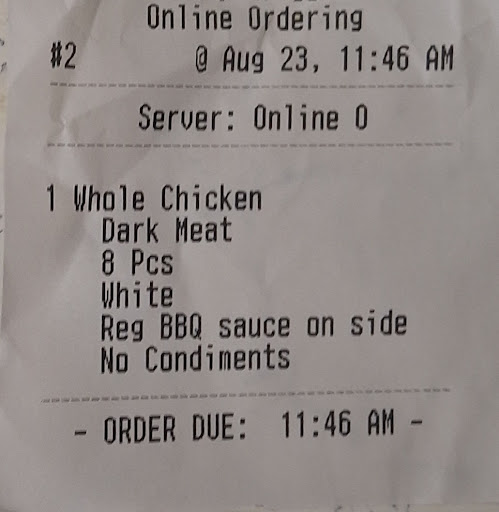 Online Ordering
#2 @ Aug 23, 11:46 AM
Server: Online O
1 Whole Chicken
Dark Meat
8 Pcs
White
Reg BBQ sauce on side
No Condiments
- ORDER DUE: 11:46 AM -